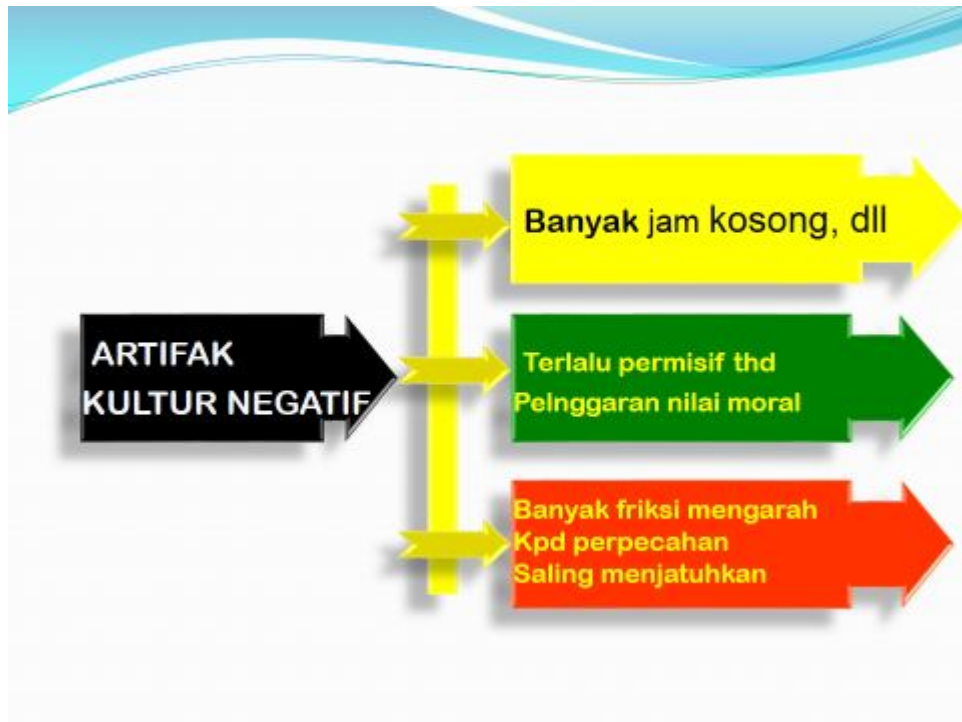 ARTIFAK
KULTUR NEGATIF
Banyak jam kosong, dll
Terlalu permisif thd
Pelnggaran nilai moral
Banyak friksi mengarah
Kpd perpecahan
Saling menjatuhkan